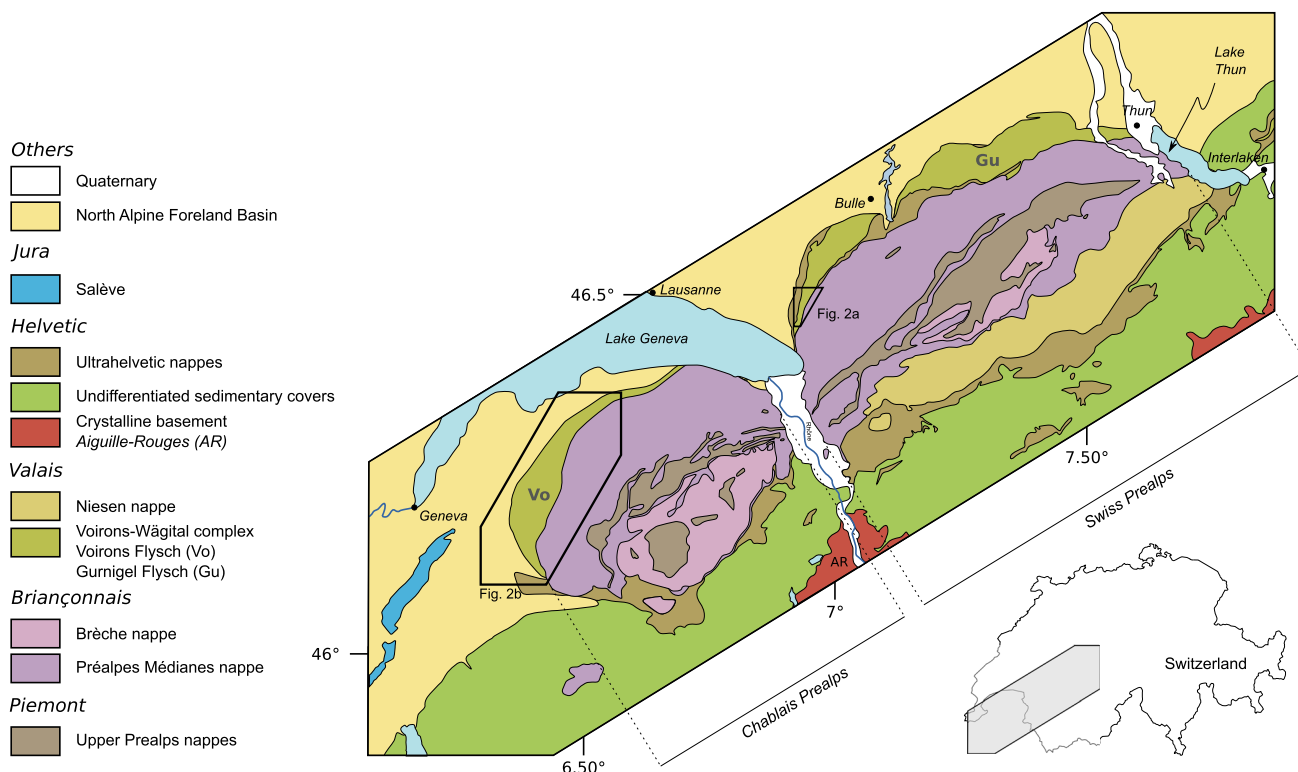 Others
Quaternary
North Alpine Foreland Basin
Jura
Salève
Helvetic
Ultrahelvetic nappes
Undifferentiated sedimentary covers
Crystalline basement
Aiguille-Rouges (AR)
Valais
Niesen nappe
Voirons-Wägital complex
Voirons Flysch (Vo)
Gurnigel Flysch (Gu)
Briançonnais
Brèche nappe
Préalpes Médianes nappe
Piemont
Upper Prealps nappes
Lake
Thun
Thun
Interlaken
Gu
Bulle
46.5°
Lausanne
Fig. 2a
Lake Geneva
Rhône
7.50°
Vo
Geneva
Swiss Prealps
Fig. 2b
AR
7°
46°
Chablais Prealps
6.50°
Switzerland